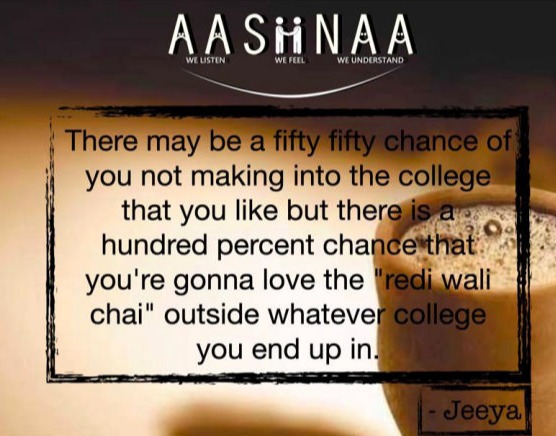 AASHNAA
WE LISTEN WE FEEL WE UNDERSTAND
There may be a fifty fifty chance of
you not making into the college
that you like but there is a
hundred percent chance that
you're gonna love the "redi wali
chai" outside whatever college
you end up in.
- Jeeya